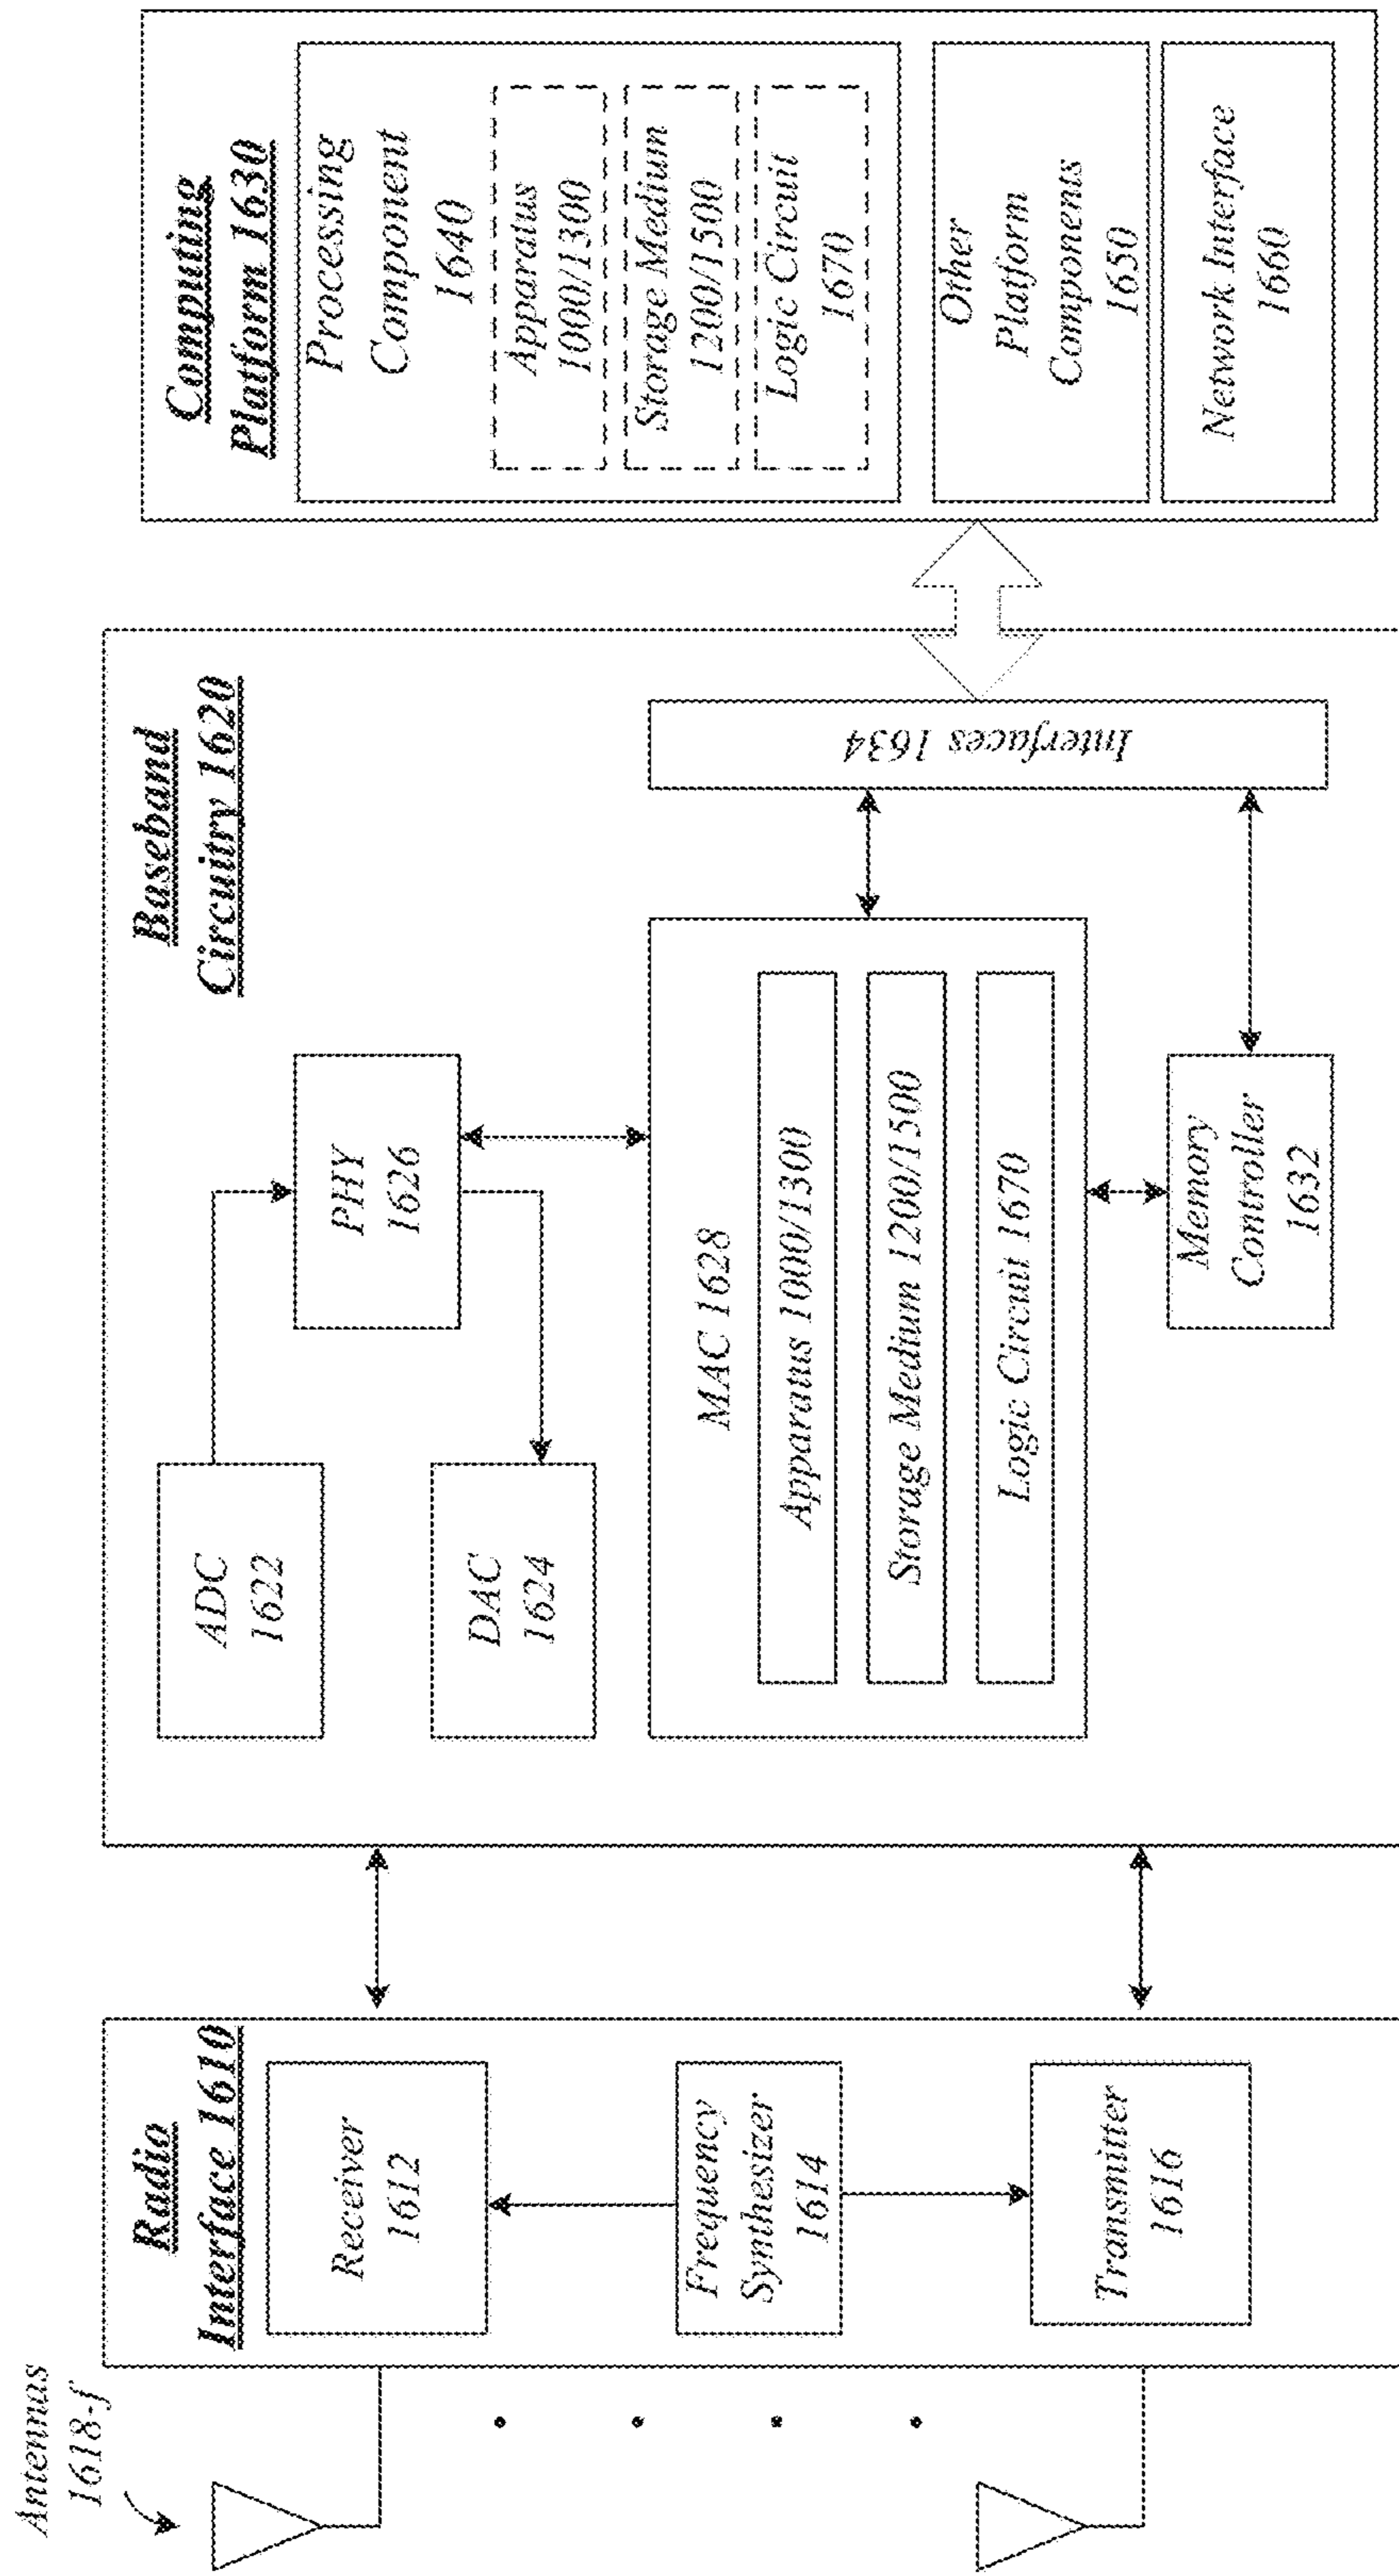 Antennas
1618-f
Radio
Interface 1610
Receiver
1612
Frequency
Synthesizer
1614
Transmitter
1616
Baseband
Circuitry 1620
ADC
1622
DAC
1624
PHY
1626
MAC 1628
Apparatus 1000/1300
Storage Medium 1200/1500
Logic Circuit 1670
Memory
Controller
1632
Interfaces 1634
Computing
Platform 1630
Processing
Component
1640
Apparatus
1000/1300
Storage Medium
1200/1500
Logic Circuit
1670
Other
Platform
Components
1650
Network Interface
1660